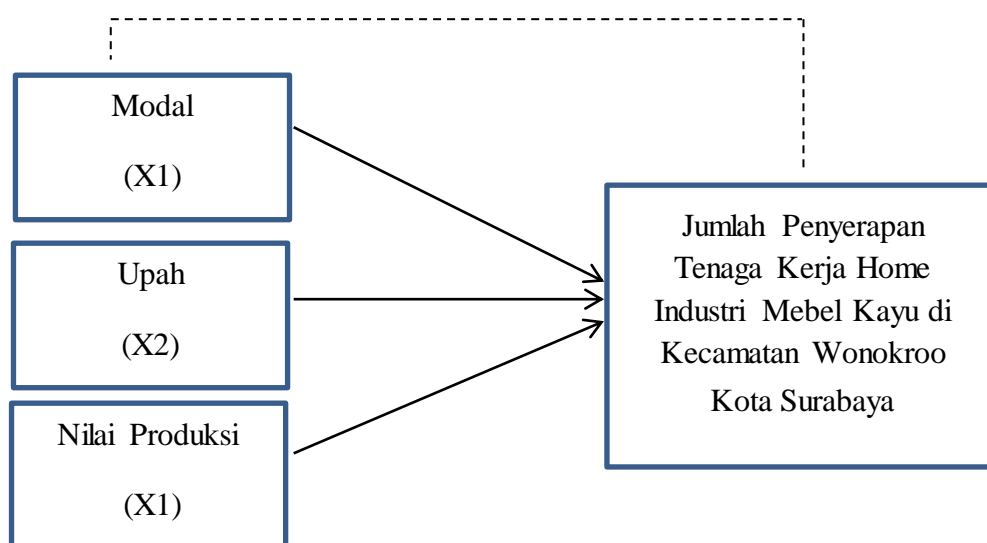 Modal
(X1)
Upah
(X2)
Nilai Produksi
(X1)
Jumlah Penyerapan
Tenaga Kerja Home
Industri Mebel Kayu di
Kecamatan Wonokroo
Kota Surabaya